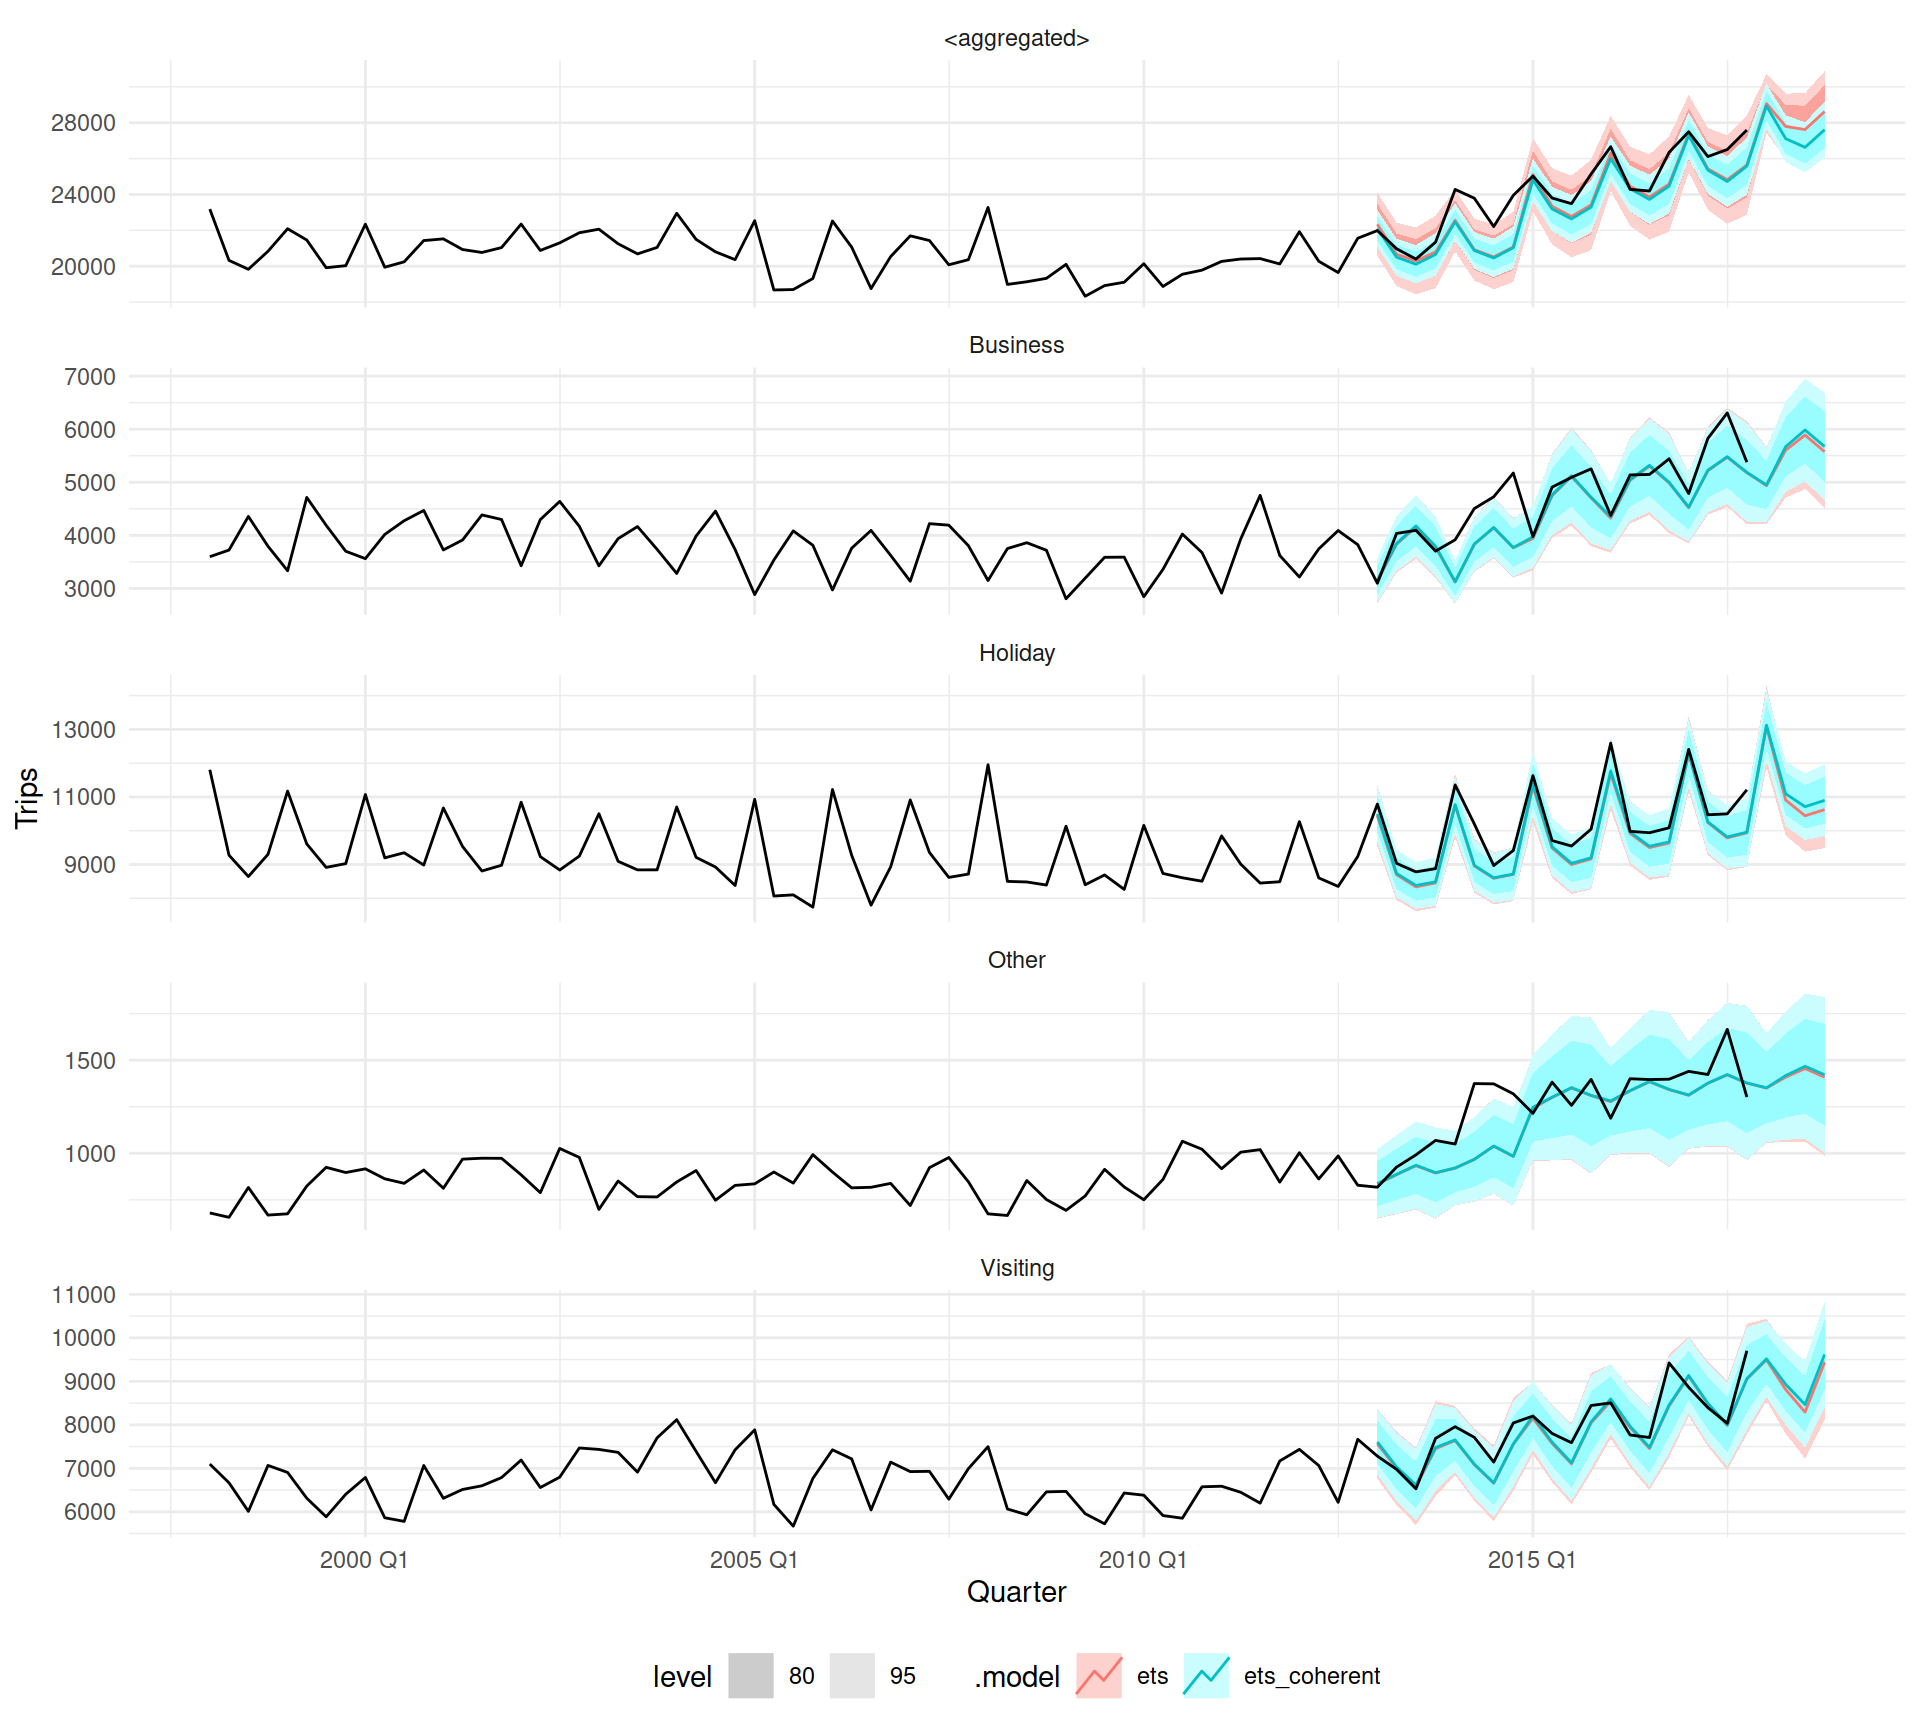 <aggregated>
28000
24000
20000
Business
7000
6000
5000
4000
3000
Holiday
13000
11000
9000
Trips
Other
1500
1000
Visiting
11000
10000
9000
8000
7000
6000
2000 Q1 2005 Q1 2010 Q1 2015 Q1
Quarter
level 80 95 .model ets ets_coherent